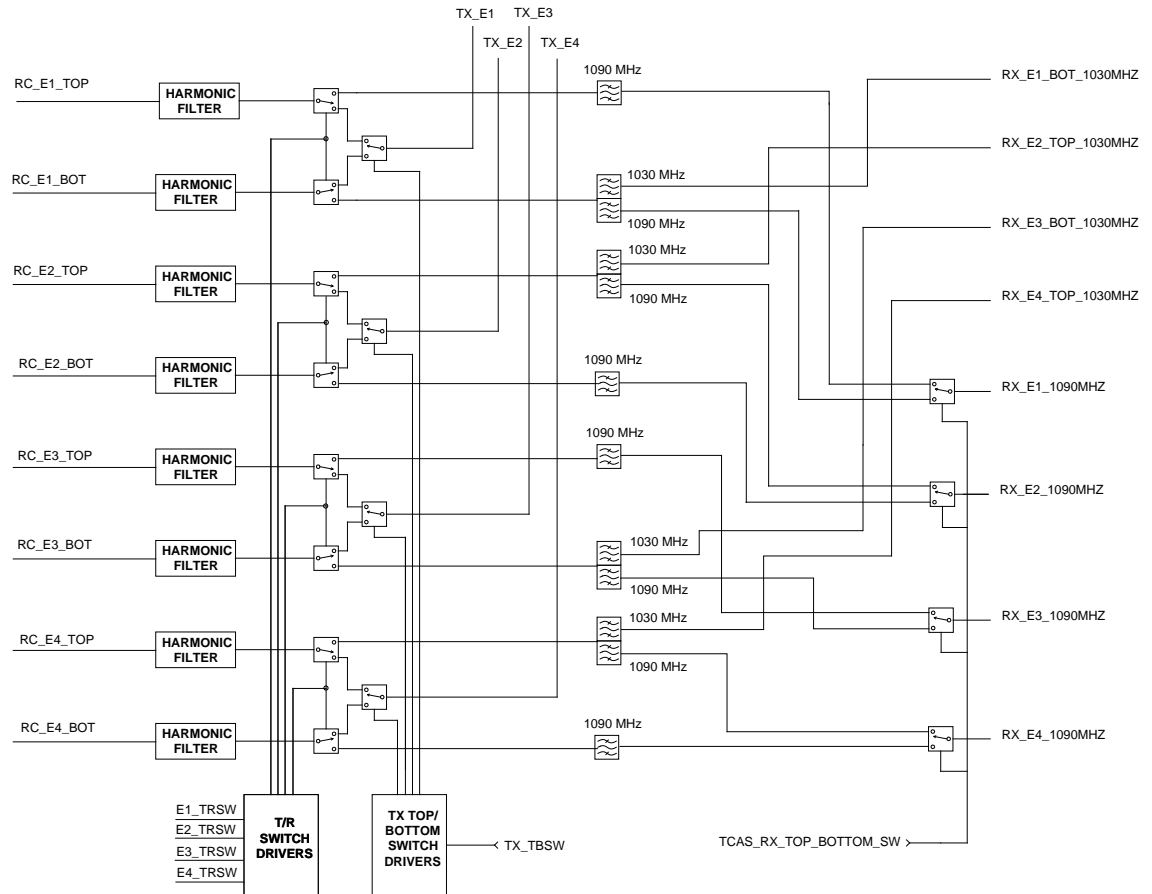 TX_E1
TX_E3
TX_E2
TX_E4
RC_E1_TOP
HARMONIC
FILTER
1090 MHz
RX_E1_BOT_1030MHZ
RX_E2_TOP_1030MHZ
RC_E1_BOT
HARMONIC
FILTER
1030 MHz
1090 MHz
RX_E3_BOT_1030MHZ
RC_E2_TOP
HARMONIC
FILTER
1030 MHz
1090 MHz
RX_E4_TOP_1030MHZ
RC_E2_BOT
HARMONIC
FILTER
1090 MHz
RX_E1_1090MHZ
RC_E3_TOP
HARMONIC
FILTER
1090 MHz
RX_E2_1090MHZ
RC_E3_BOT
HARMONIC
FILTER
1030 MHz
1090 MHz
RC_E4_TOP
HARMONIC
FILTER
1030 MHz
1090 MHz
RX_E3_1090MHZ
RC_E4_BOT
HARMONIC
FILTER
1090 MHz
RX_E4_1090MHZ
E1_TRSW
E2_TRSW
E3_TRSW
E4_TRSW
T/R
SWITCH
DRIVERS
TX TOP/
BOTTOM
SWITCH
DRIVERS
TX_TBSW
TCAS_RX_TOP_BOTTOM_SW